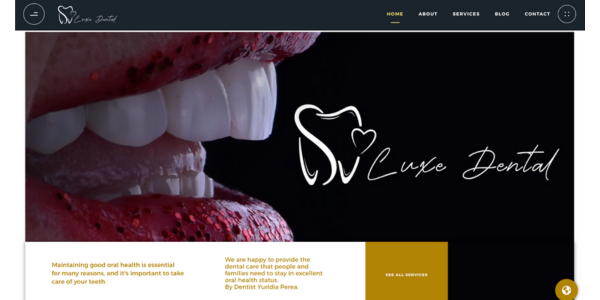 Luxe Dental
HOME
ABOUT
SERVICES
BLOG
CONTACT
Luxe Dental
Maintaining good oral health is essential
for many reasons, and it's important to take
care of your teeth
We are happy to provide the
dental care that people and
families need to stay in excellent
oral health status.
By Dentist Yuridia Perea.
SEE ALL SERVICES